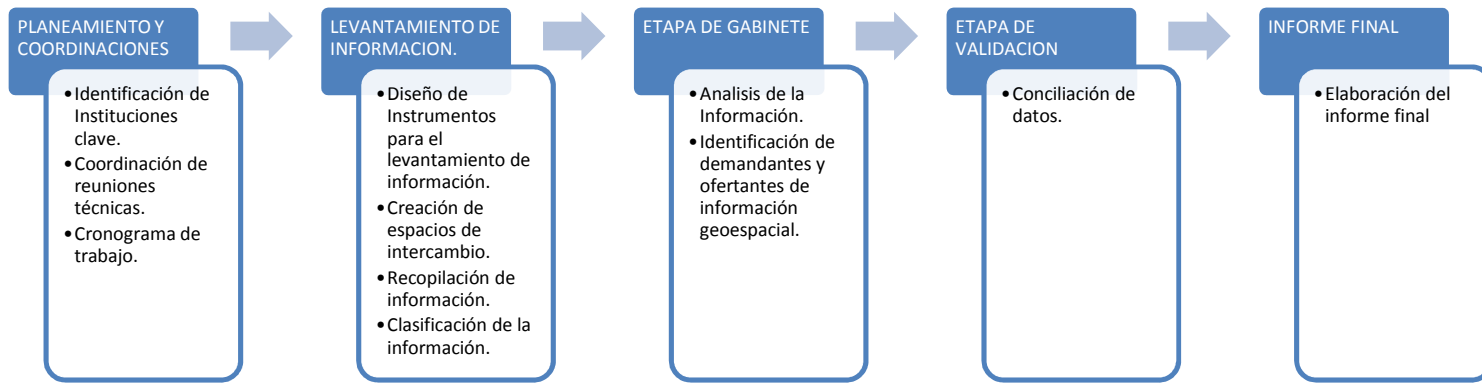 PLANEAMIENTO Y
COORDINACIONES
•Identificación de
Instituciones
clave.
•Coordinación de
reuniones
técnicas.
•Cronograma de
trabajo.
LEVANTAMIENTO DE
INFORMACION.
•Diseño de
Instrumentos
para el
levantamiento de
información.
•Creación de
espacios de
intercambio.
•Recopilación de
información.
•Clasificación de la
información.
ETAPA DE GABINETE
•Analisis de la
Información.
•Identificación de
demandantes y
ofertantes de
información
geoespacial.
ETAPA DE
VALIDACION
•Conciliación de
datos.
INFORME FINAL
•Elaboración del
informe final